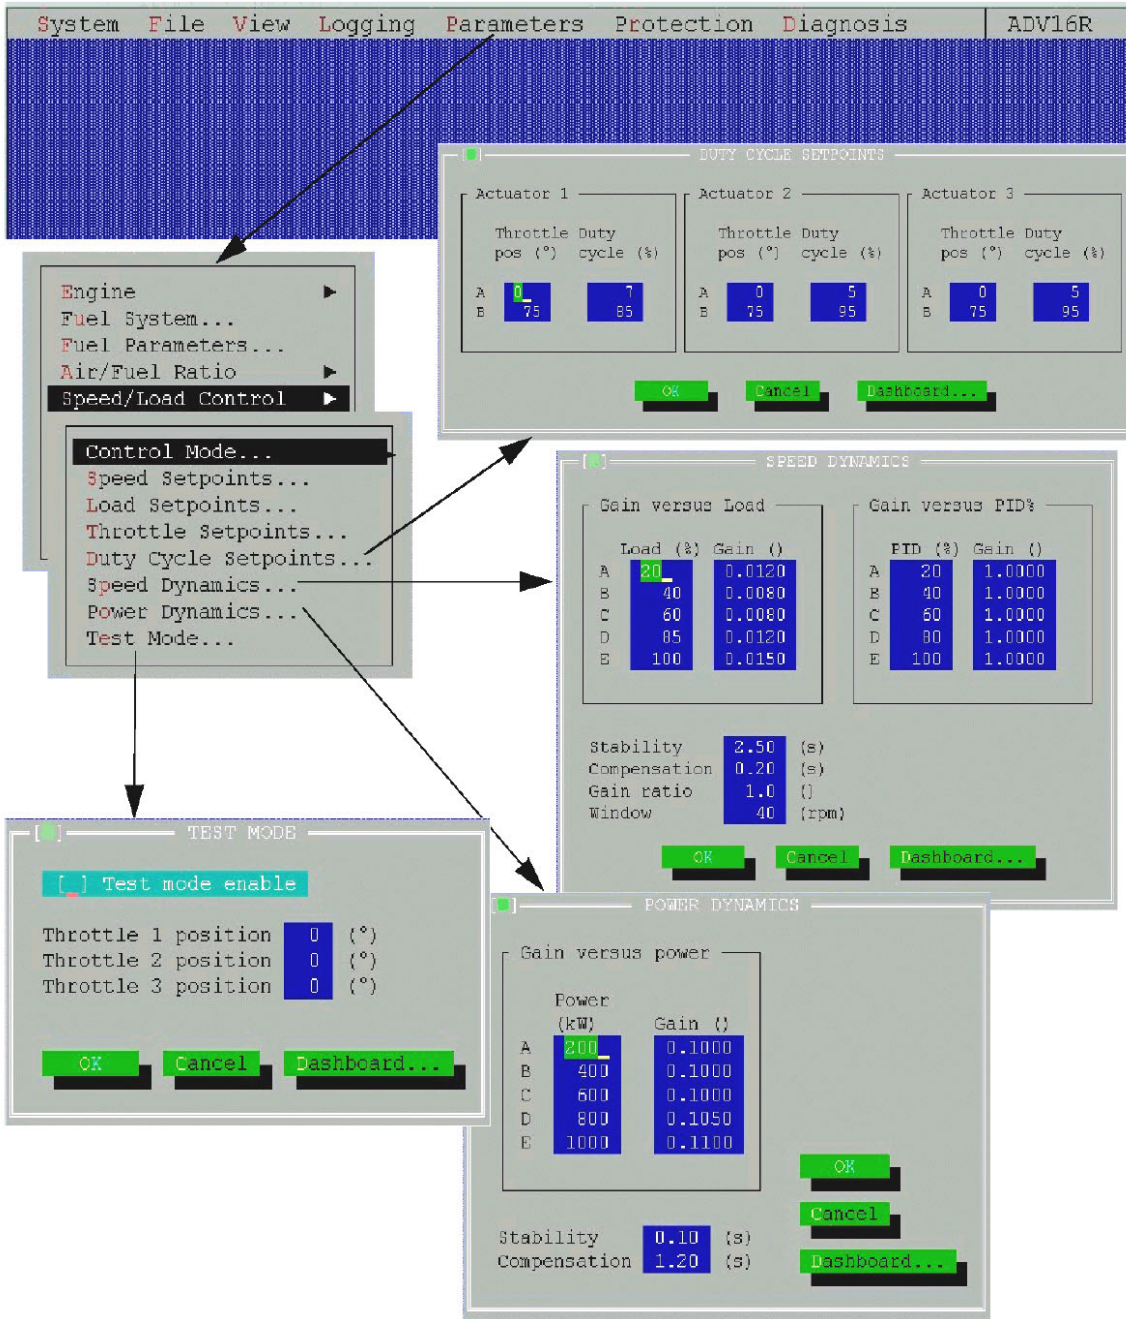 System File View Logging Parameters Protection Diagnosis ADV16R
DUTY CYCLE SETPOINTS
Actuator 1 Actuator 2 Actuator 3
Throttle Duty Throttle Duty Throttle Duty
pos (°) cycle (%) pos (°) cycle (%) pos (°) cycle (%)
A 0 7 A 0 5 A 0 5
B 75 85 B 75 95 B 75 95
OK Cancel Dashboard...
Engine
Fuel System...
Fuel Parameters...
Air/Fuel Ratio
Speed/Load Control
Control Mode...
Speed Setpoints...
Load Setpoints...
Throttle Setpoints...
Duty Cycle Setpoints...
Speed Dynamics...
Power Dynamics...
Test Mode...
SPEED DYNAMICS
Gain versus Load Gain versus PID%
Load (%) Gain () PID (%) Gain ()
A 20 0.0120 A 20 1.0000
B 40 0.0080 B 40 1.0000
C 60 0.0080 C 60 1.0000
D 85 0.0120 D 80 1.0000
E 100 0.0150 E 100 1.0000
Stability 2.50 (s)
Compensation 0.20 (s)
Gain ratio 1.0 ()
Window 40 (rpm)
OK Cancel Dashboard...
TEST MODE
[_] Test mode enable
Throttle 1 position 0 (°)
Throttle 2 position 0 (°)
Throttle 3 position 0 (°)
OK Cancel Dashboard...
POWER DYNAMICS
Gain versus power
Power
(kW) Gain ()
A 200 0.1000
B 400 0.1000
C 600 0.1000
D 800 0.1050
E 1000 0.1100
Stability 0.10 (s)
Compensation 1.20 (s)
OK
Cancel
Dashboard...